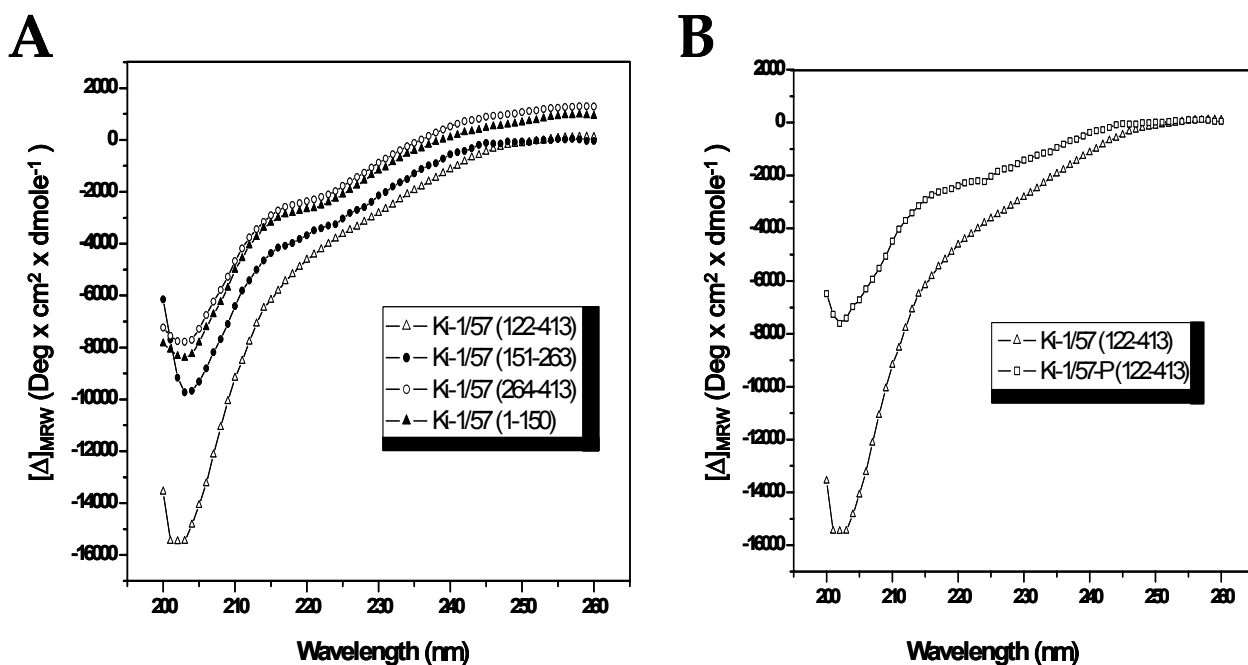 A
[Δ]MRW (Deg x cm² x dmole⁻¹)
2000
0
-2000
-4000
-6000
-8000
-10000
-12000
-14000
-16000
Ki-1/57 (122-413)
Ki-1/57 (151-263)
Ki-1/57 (264-413)
Ki-1/57 (1-150)
200 210 220 230 240 250 260
Wavelength (nm)
B
[Δ]MRW (Deg x cm² x dmole⁻¹)
2000
0
-2000
-4000
-6000
-8000
-10000
-12000
-14000
-16000
Ki-1/57 (122-413)
Ki-1/57-P (122-413)
200 210 220 230 240 250 260
Wavelength (nm)